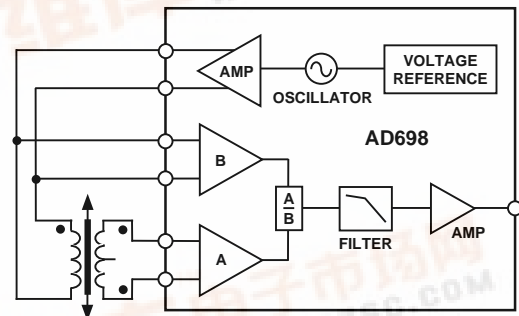 AMP
OSCILLATOR
VOLTAGE
REFERENCE
AD698
B
A
B
A
FILTER
AMP